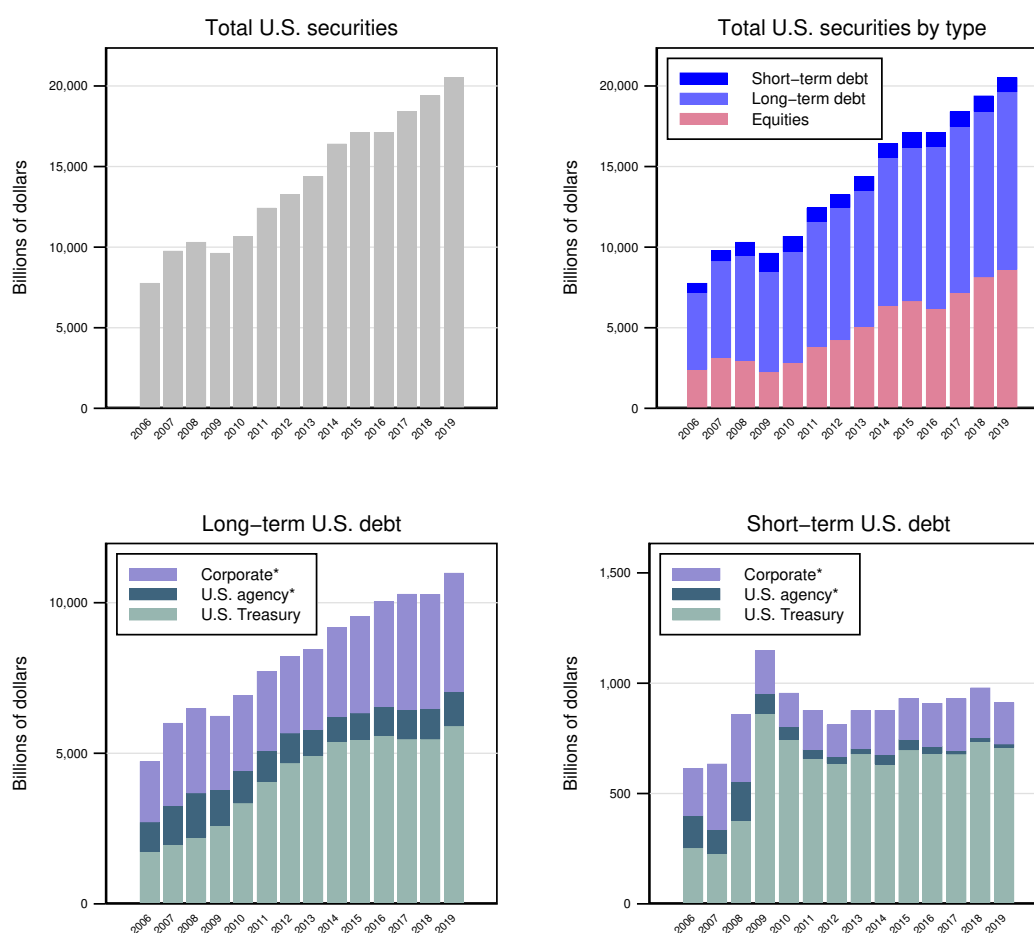 Total U.S. securities
Billions of dollars
20,000
15,000
10,000
5,000
0
2006 2007 2008 2009 2010 2011 2012 2013 2014 2015 2016 2017 2018 2019
Total U.S. securities by type
Short−term debt
Long−term debt
Equities
Billions of dollars
20,000
15,000
10,000
5,000
0
2006 2007 2008 2009 2010 2011 2012 2013 2014 2015 2016 2017 2018 2019
Long−term U.S. debt
Corporate*
U.S. agency*
U.S. Treasury
Billions of dollars
10,000
5,000
0
2006 2007 2008 2009 2010 2011 2012 2013 2014 2015 2016 2017 2018 2019
Short−term U.S. debt
Corporate*
U.S. agency*
U.S. Treasury
Billions of dollars
1,500
1,000
500
0
2006 2007 2008 2009 2010 2011 2012 2013 2014 2015 2016 2017 2018 2019